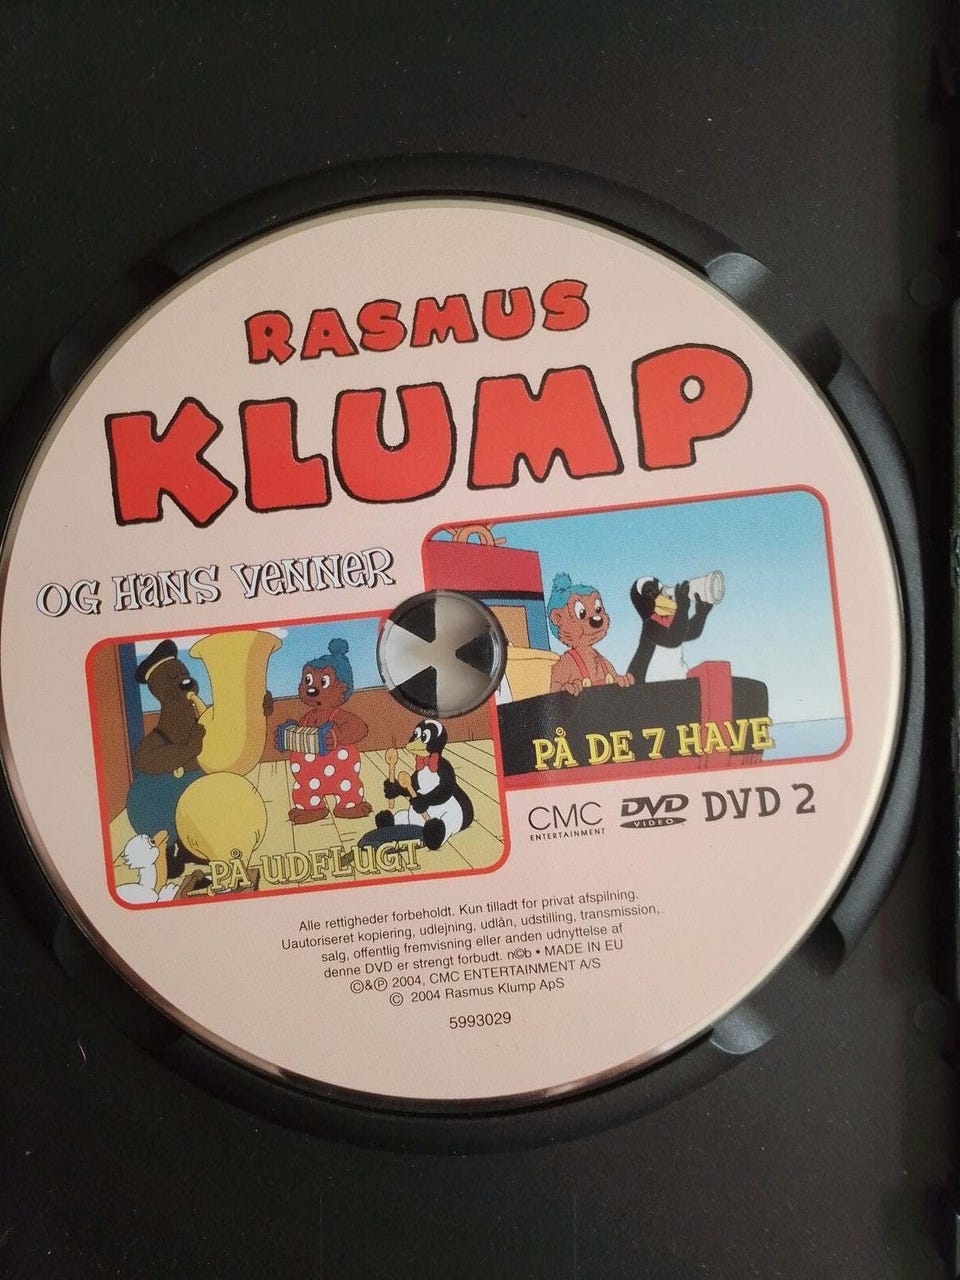 RASMUS
KLUMP
OG HANS VENNER
PÅ DE 7 HAVE
PÅ UDFLUGT
CMC
ENTERTAINMENT
DVD
VIDEO
DVD 2
Alle rettigheder forbeholdt. Kun tilladt for privat afspilning.
Uautoriseret kopiering, udlejning, udlån, udstilling, transmission,
salg, offentlig fremvisning eller anden udnyttelse af
denne DVD er strengt forbudt. n©b • MADE IN EU
©&℗ 2004, CMC ENTERTAINMENT A/S
© 2004 Rasmus Klump ApS
5993029